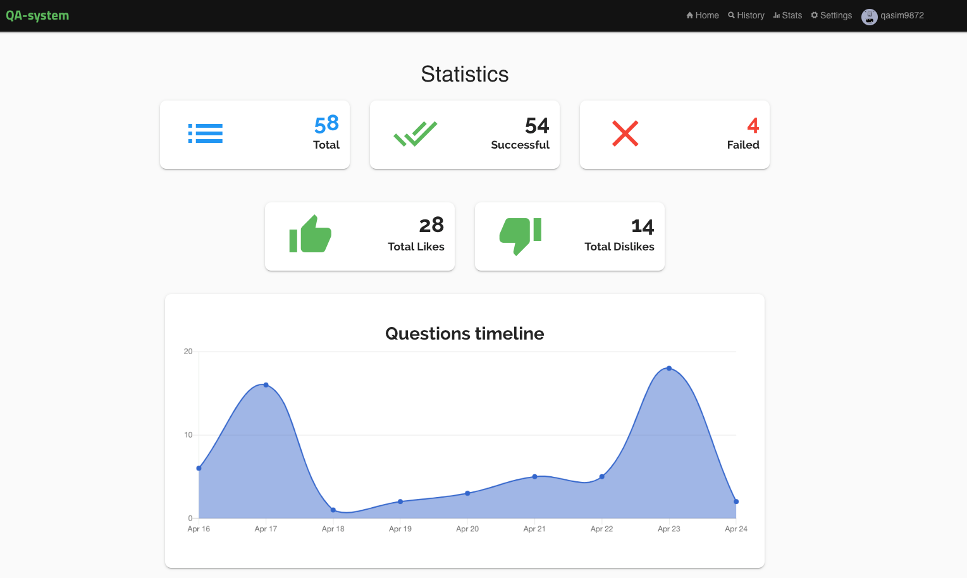 QA-system
Home History Stats Settings qasim9872
Statistics
58
Total
54
Successful
4
Failed
28
Total Likes
14
Total Dislikes
Questions timeline
20
10
0
Apr 16 Apr 17 Apr 18 Apr 19 Apr 20 Apr 21 Apr 22 Apr 23 Apr 24